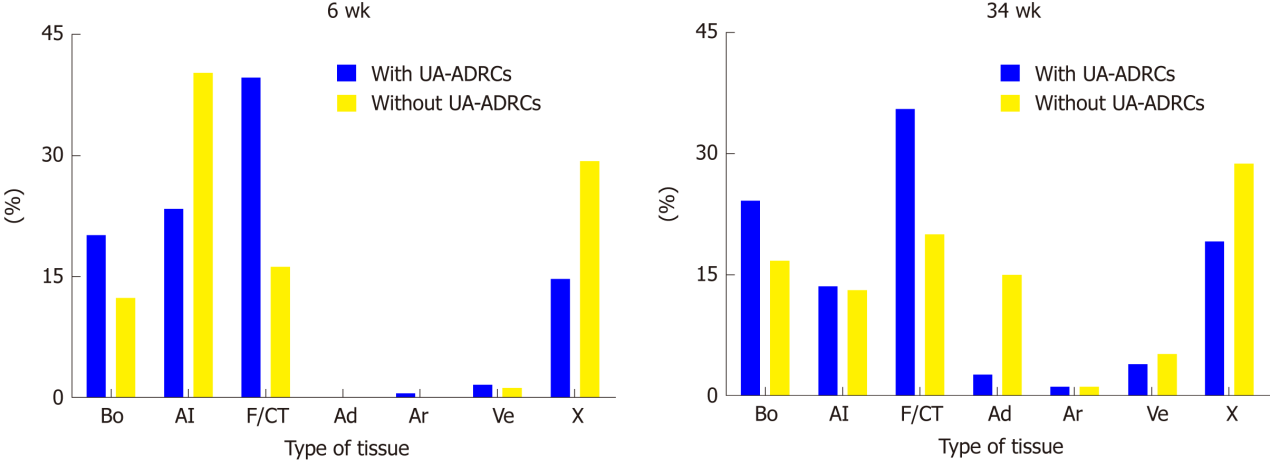 6 wk
45
30
15
0
(%)
With UA-ADRCs
Without UA-ADRCs
Bo AI F/CT Ad Ar Ve X
Type of tissue
34 wk
45
30
15
0
(%)
With UA-ADRCs
Without UA-ADRCs
Bo AI F/CT Ad Ar Ve X
Type of tissue